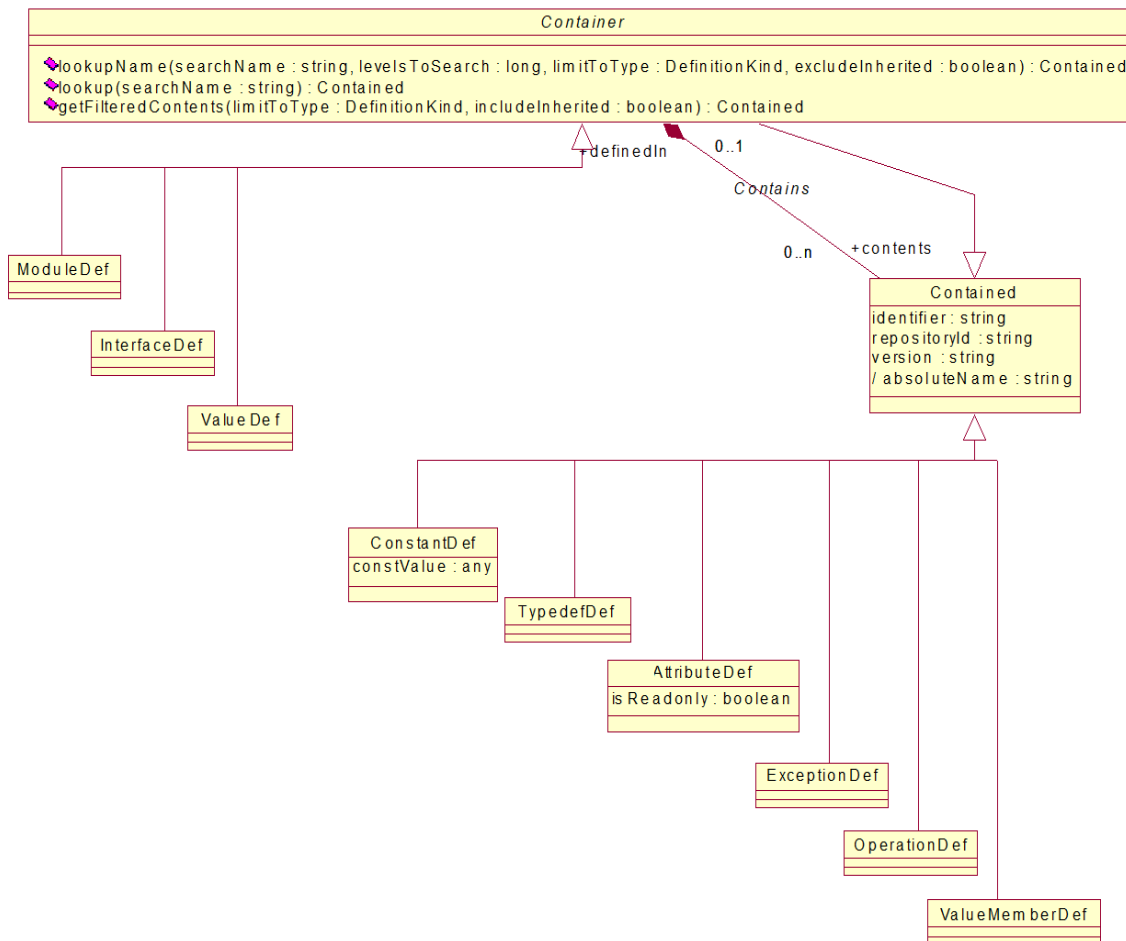 Container
lookupName(searchName : string, levelsToSearch : long, limitToType : DefinitionKind, excludeInherited : boolean) : Contained
lookup(searchName : string) : Contained
getFilteredContents(limitToType : DefinitionKind, includeInherited : boolean) : Contained
+definedIn
0..1
Contains
0..n
+contents
ModuleDef
InterfaceDef
ValueDef
Contained
identifier : string
repositoryId : string
version : string
/ absoluteName : string
ConstantDef
constValue : any
TypedefDef
AttributeDef
isReadonly : boolean
ExceptionDef
OperationDef
ValueMemberDef